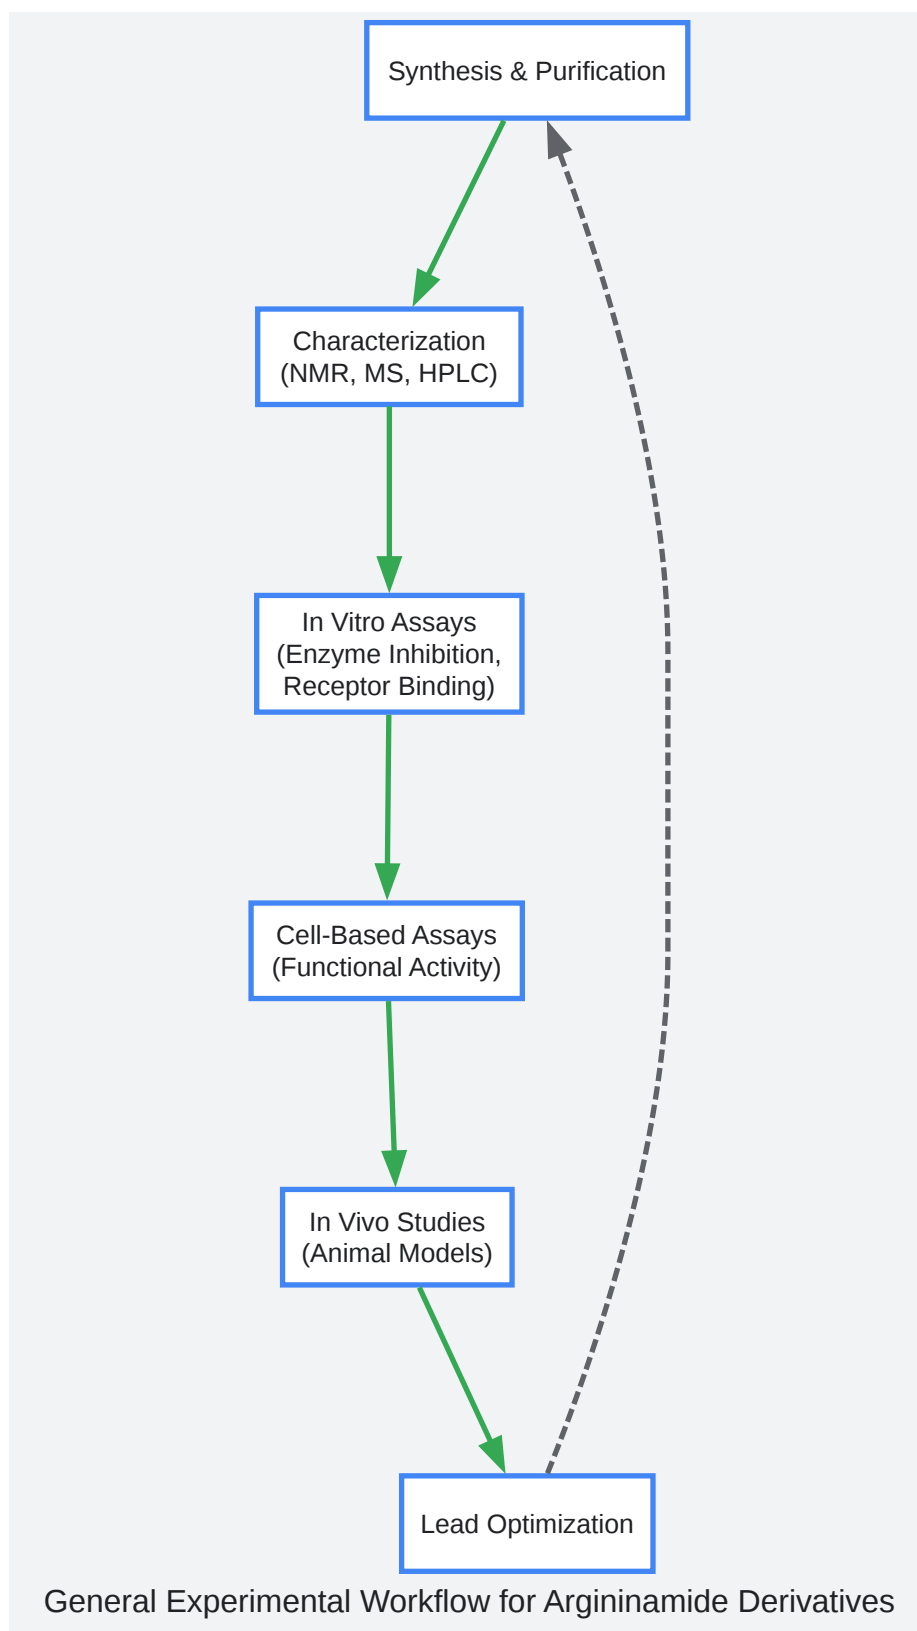 Synthesis & Purification
Characterization
(NMR, MS, HPLC)
In Vitro Assays
(Enzyme Inhibition,
Receptor Binding)
Cell-Based Assays
(Functional Activity)
In Vivo Studies
(Animal Models)
Lead Optimization
General Experimental Workflow for Argininamide Derivatives